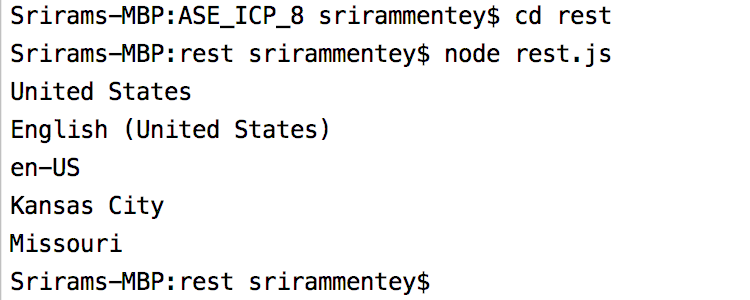 Srirams-MBP:ASE_ICP_8 srirammentey$ cd rest
Srirams-MBP:rest srirammentey$ node rest.js
United States
English (United States)
en-US
Kansas City
Missouri
Srirams-MBP:rest srirammentey$